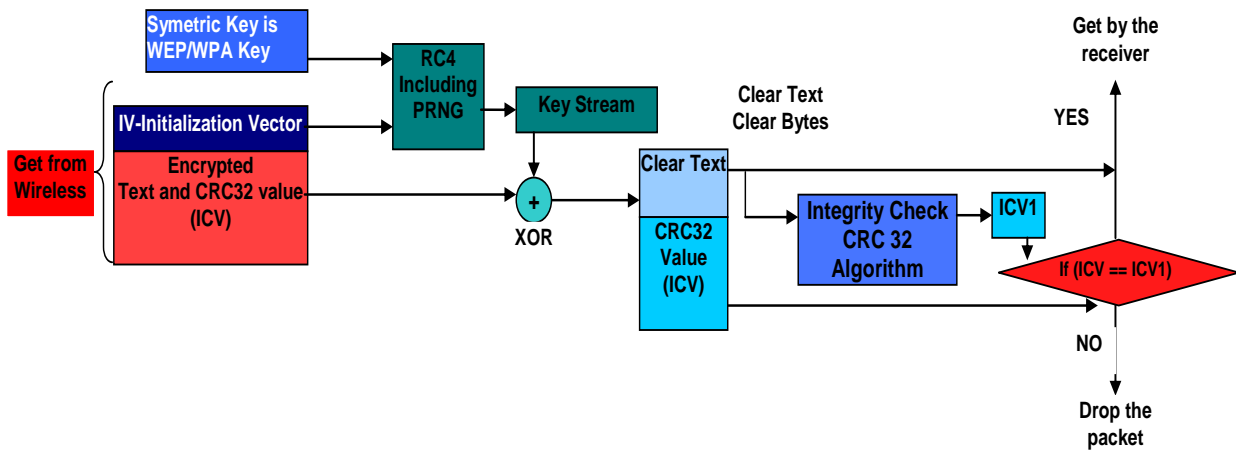 Symetric Key is
WEP/WPA Key
RC4
Including
PRNG
Key Stream
IV-Initialization Vector
Get from
Wireless
Encrypted
Text and CRC32 value
(ICV)
+
XOR
Clear Text
CRC32
Value
(ICV)
Clear Text
Clear Bytes
Integrity Check
CRC 32
Algorithm
ICV1
Get by the
receiver
YES
If (ICV == ICV1)
NO
Drop the
packet